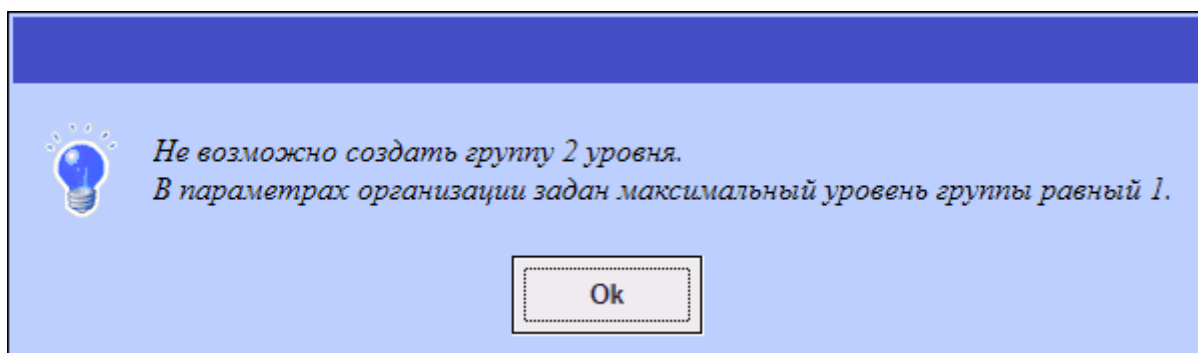 Не возможно создать группу 2 уровня.
В параметрах организации задан максимальный уровень группы равный 1.
Ok